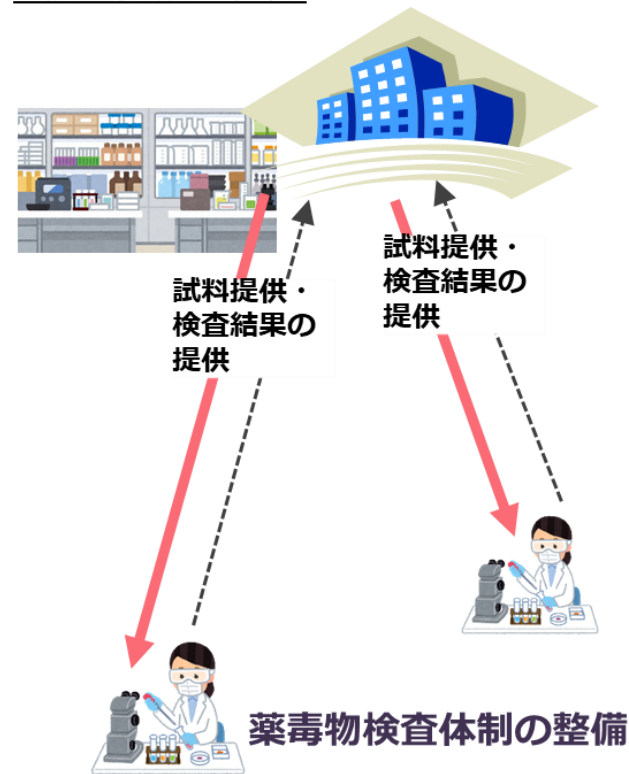 試料提供・
検査結果の
提供
試料提供・
検査結果の
提供
薬毒物検査体制の整備